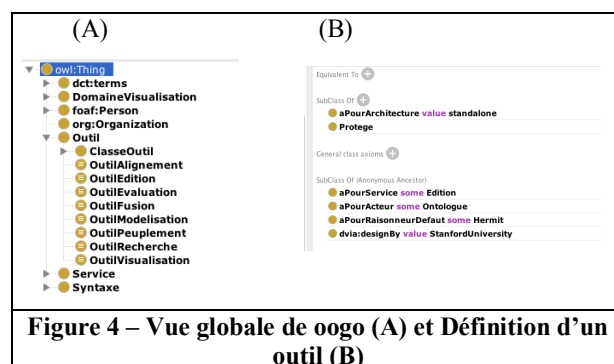 (A)
(B)
owl:Thing
dct:terms
DomaineVisualisation
foaf:Person
org:Organization
Outil
ClasseOutil
OutilAlignement
OutilEdition
OutilEvaluation
OutilFusion
OutilModelisation
OutilPeuplement
OutilRecherche
OutilVisualisation
Service
Syntaxe
Equivalent To
SubClass Of
aPourArchitecture value standalone
Protege
General class axioms
SubClass Of (Anonymous Ancestor)
aPourService some Edition
aPourActeur some Ontologue
aPourRaisonneurDefaut some Hermit
dvia:designBy value StanfordUniversity
Figure 4 – Vue globale de oogo (A) et Définition d’un
outil (B)